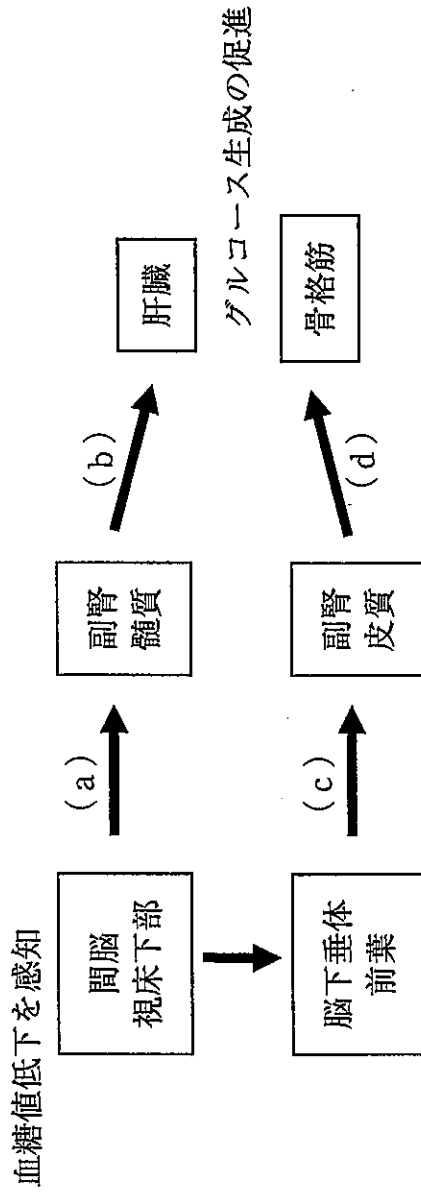 血糖値低下を感知
間脳
視床下部
(a)
副腎
髄質
(b)
肝臓
グルコース生成の促進
脳下垂体
前葉
(c)
副腎
皮質
(d)
骨格筋